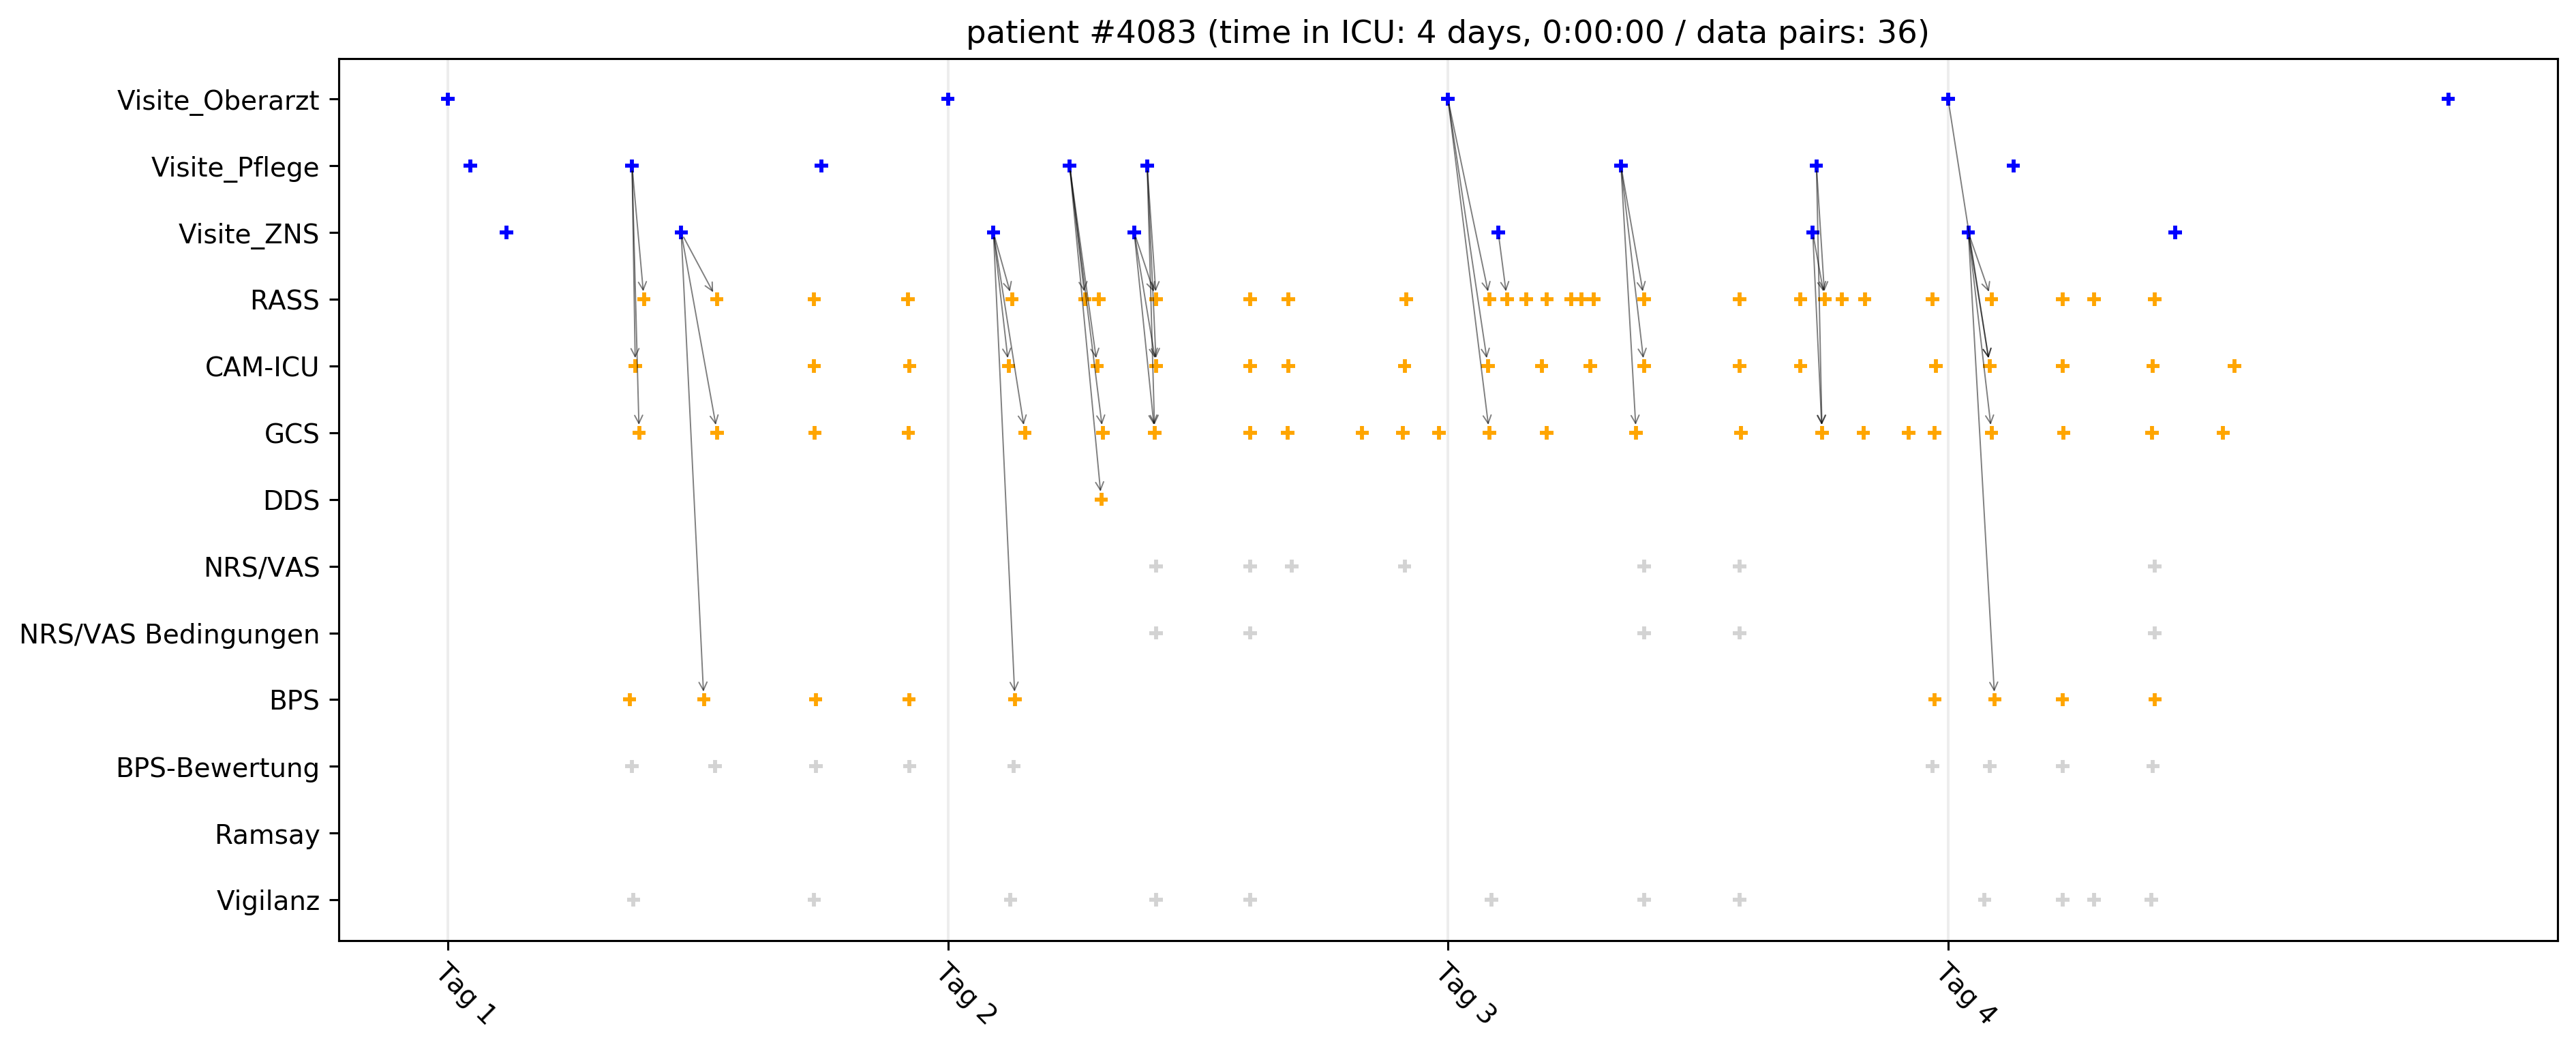 patient #4083 (time in ICU: 4 days, 0:00:00 / data pairs: 36)
Visite_Oberarzt
Visite_Pflege
Visite_ZNS
RASS
CAM-ICU
GCS
DDS
NRS/VAS
NRS/VAS Bedingungen
BPS
BPS-Bewertung
Ramsay
Vigilanz
Tag 1
Tag 2
Tag 3
Tag 4